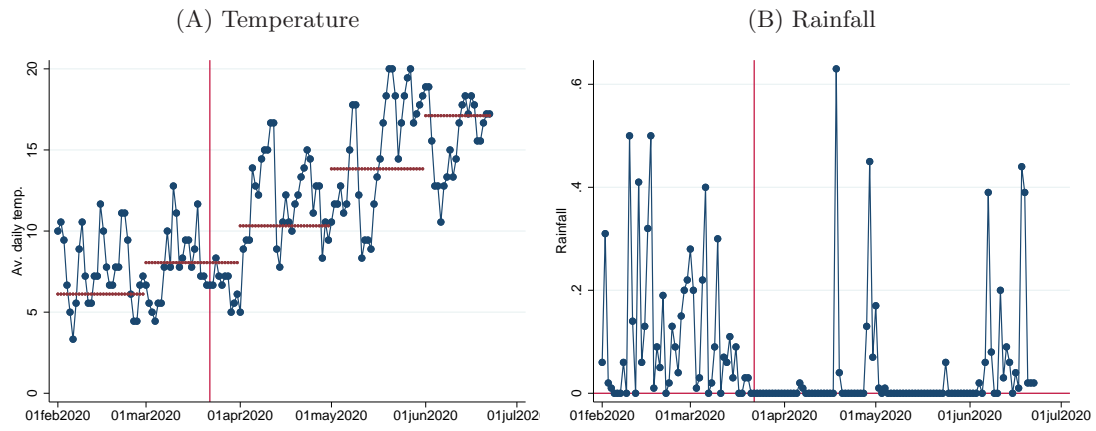 (A) Temperature
Av. daily temp.
20
15
10
5
0
01feb2020 01mar2020 01apr2020 01may2020 01jun2020 01jul2020
(B) Rainfall
Rainfall
.6
.4
.2
0
01feb2020 01mar2020 01apr2020 01may2020 01jun2020 01jul2020